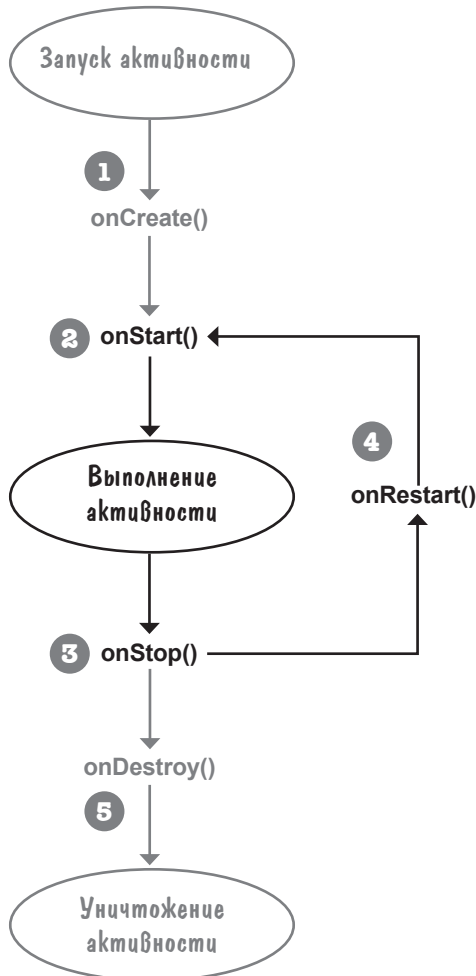 Запуск активности
1
onCreate()
2 onStart()
4
Выполнение
активности
onRestart()
3 onStop()
onDestroy()
5
Уничтожение
активности